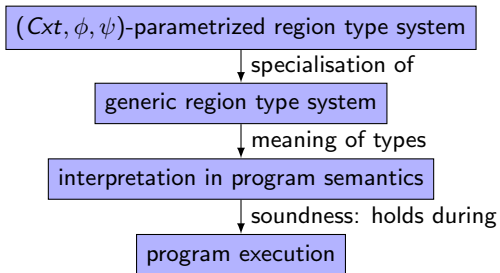 (Cxt, ϕ, ψ)-parametrized region type system
specialisation of
generic region type system
meaning of types
interpretation in program semantics
soundness: holds during
program execution